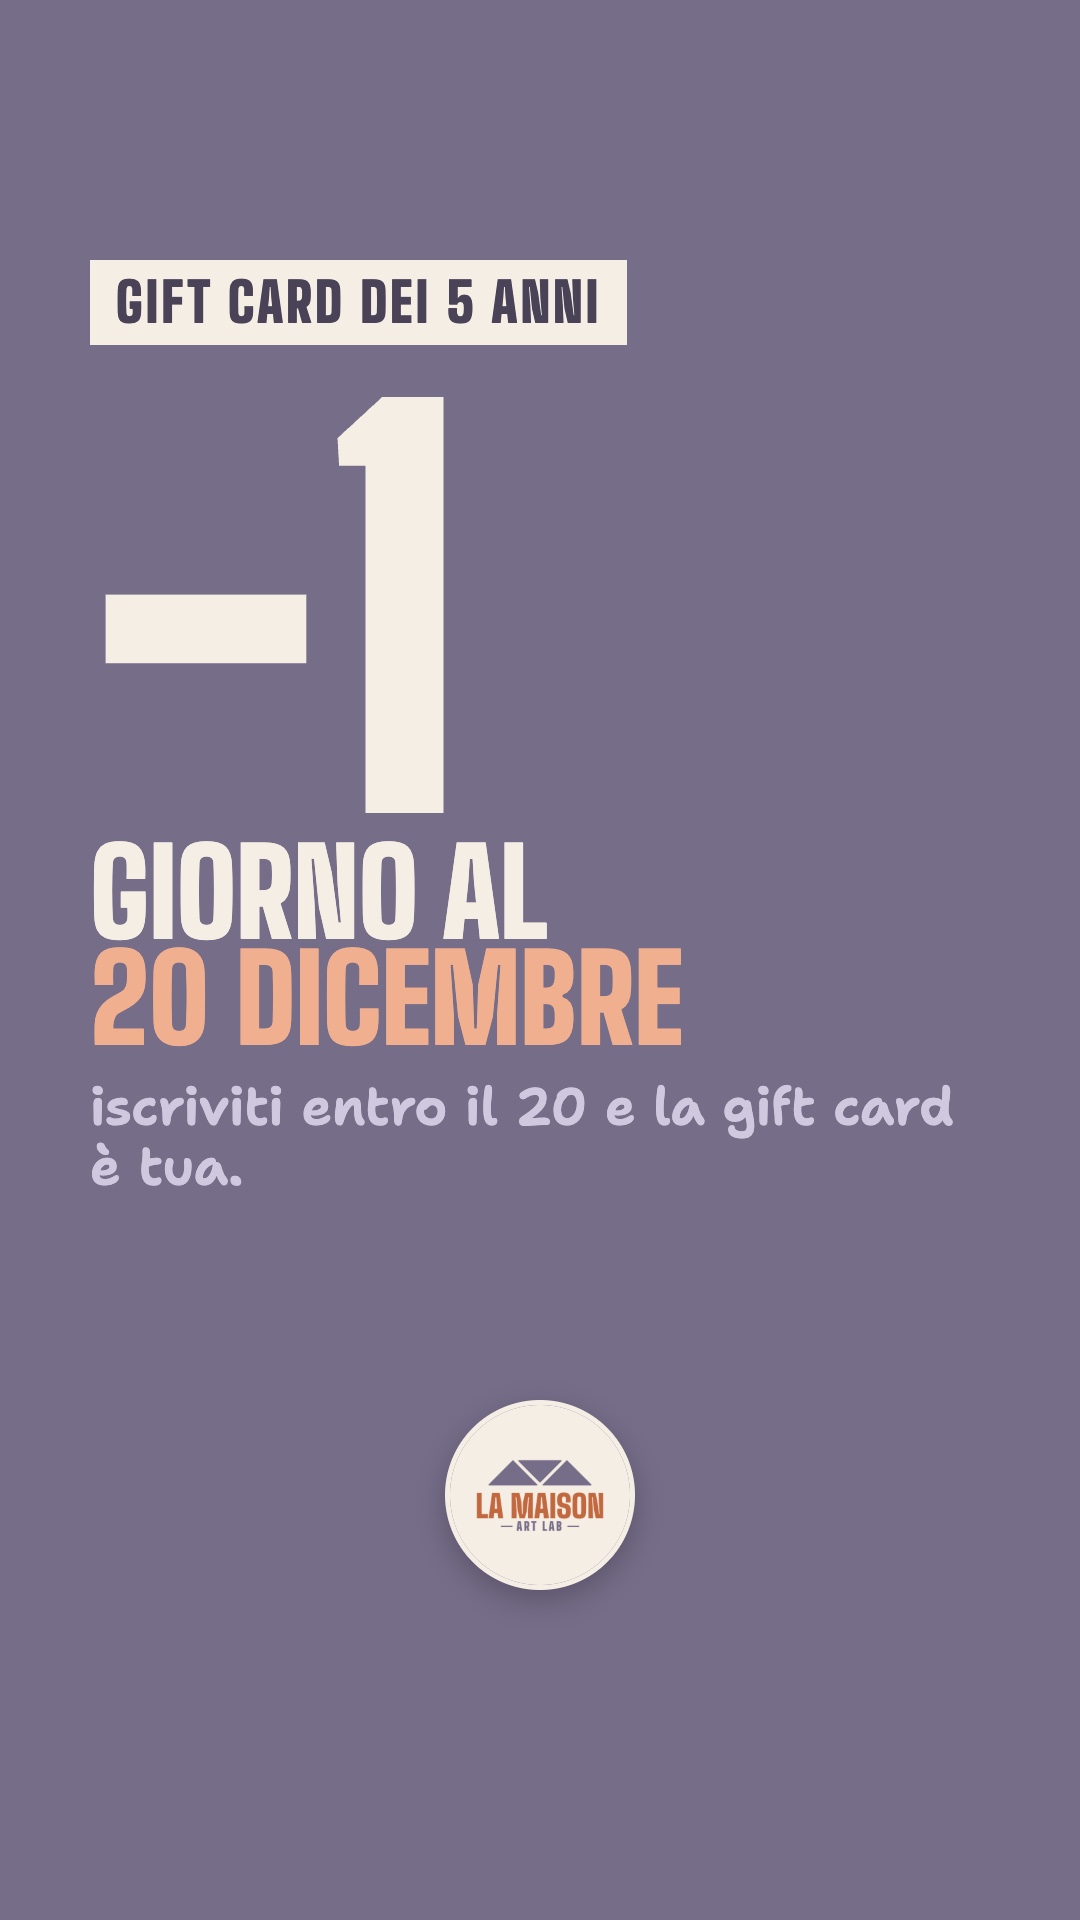 GIFT CARD DEI 5 ANNI
–1
GIORNO AL
20 DICEMBRE
iscriviti entro il 20 e la gift card
è tua.
LA MAISON
— ART LAB —